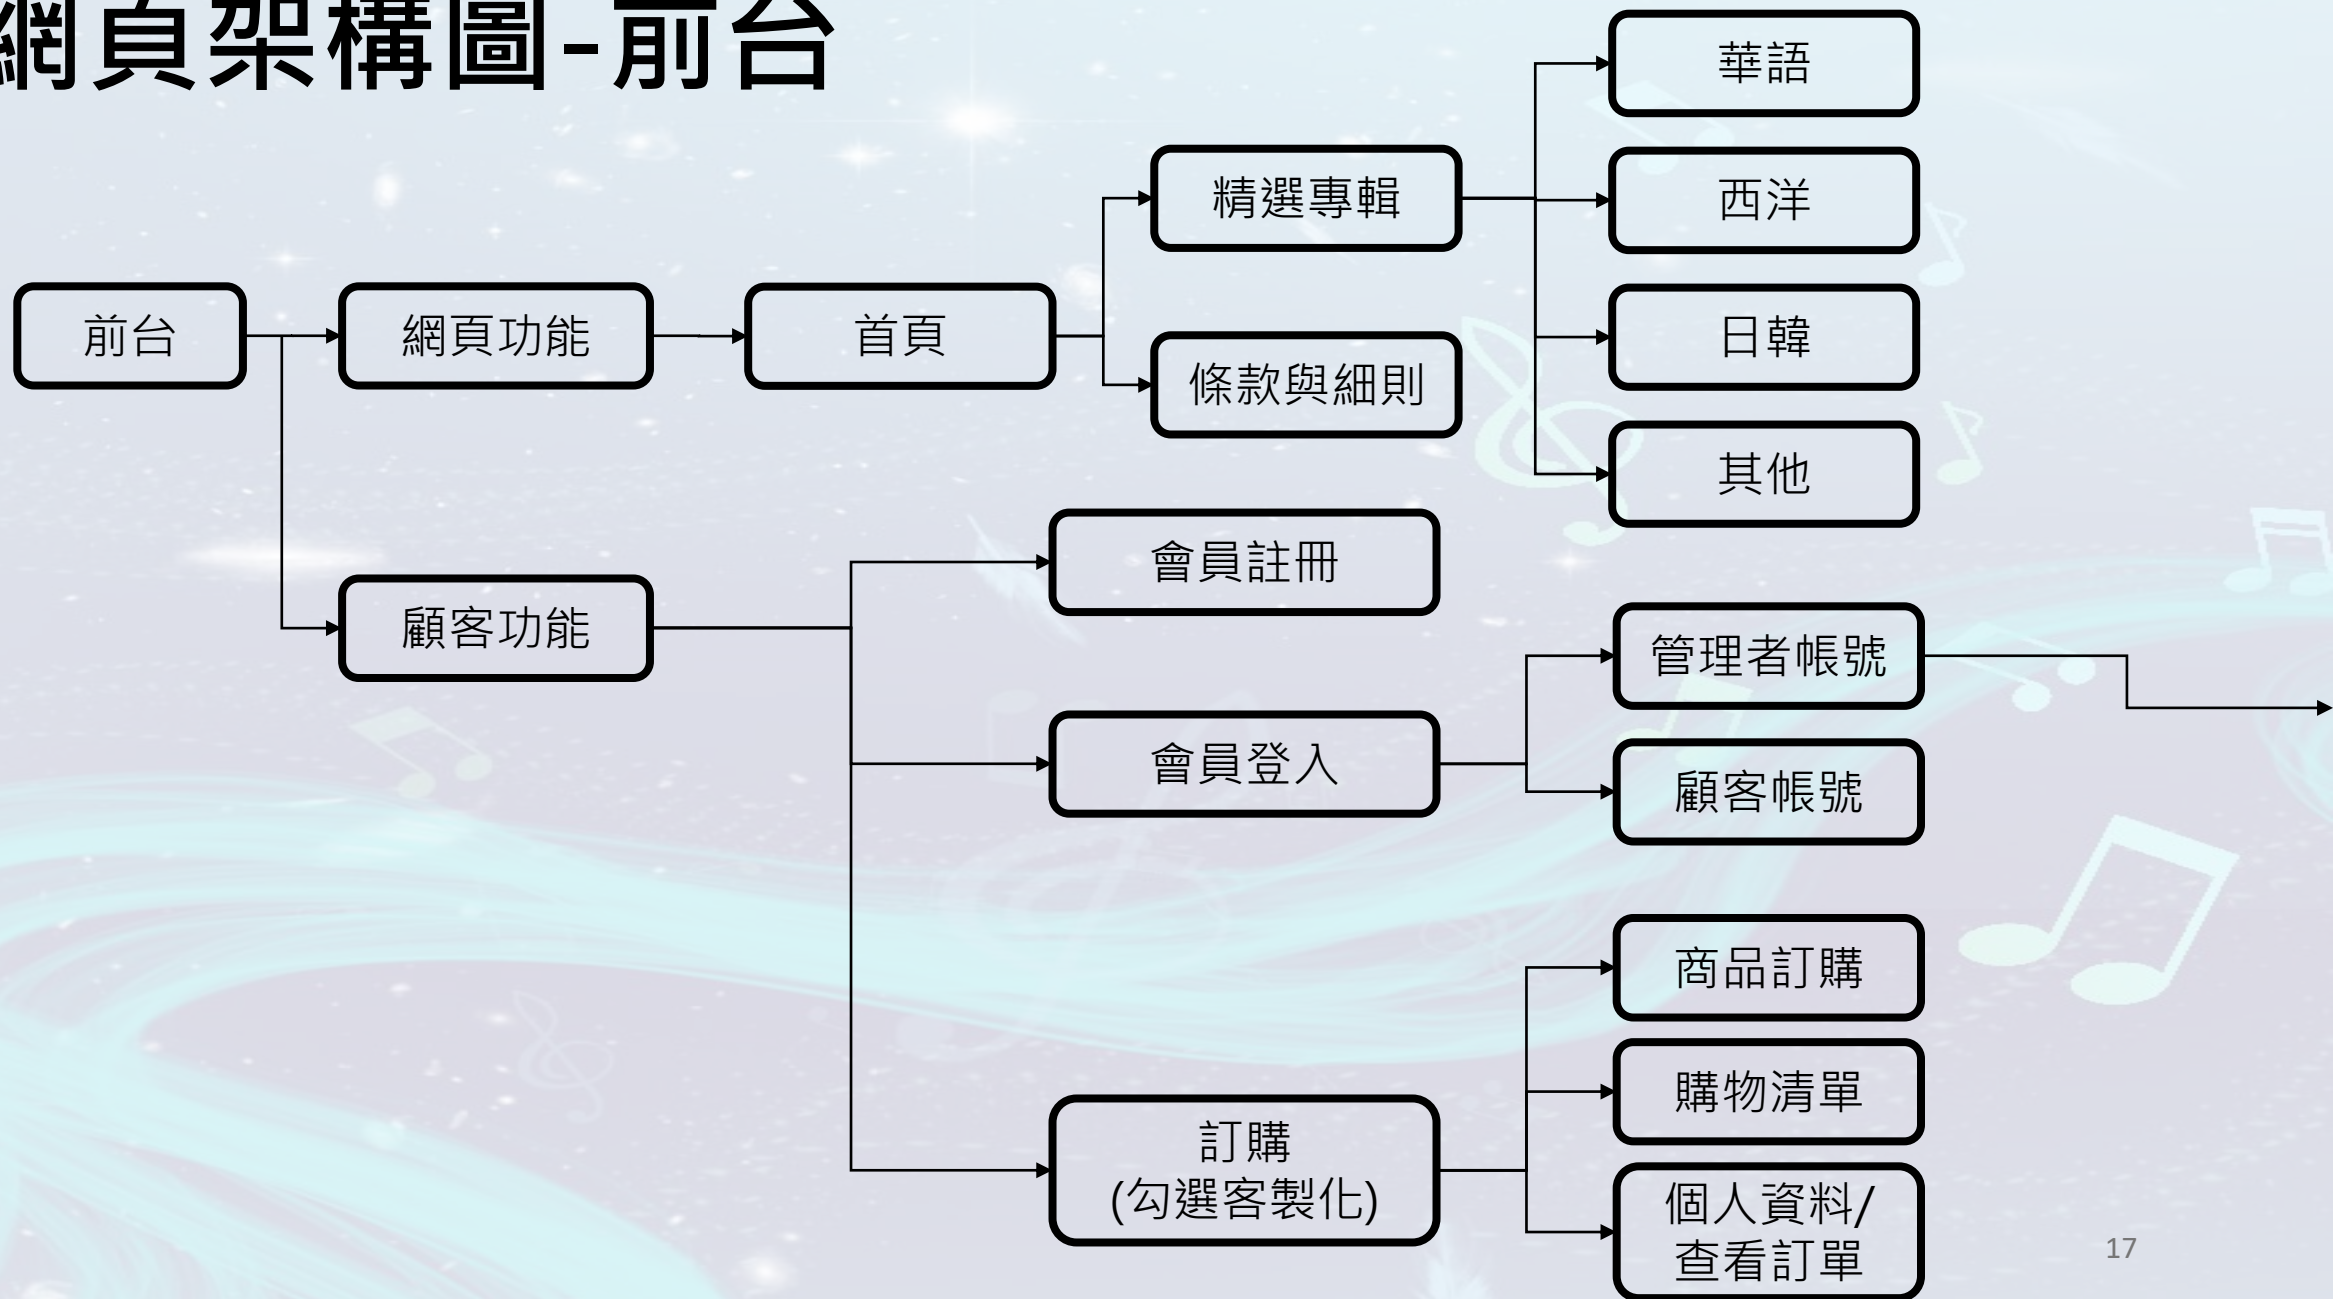 網頁架構圖-前台
前台
網頁功能
首頁
精選專輯
條款與細則
華語
西洋
日韓
其他
顧客功能
會員註冊
會員登入
管理者帳號
顧客帳號
訂購
(勾選客製化)
商品訂購
購物清單
個人資料/
查看訂單
17